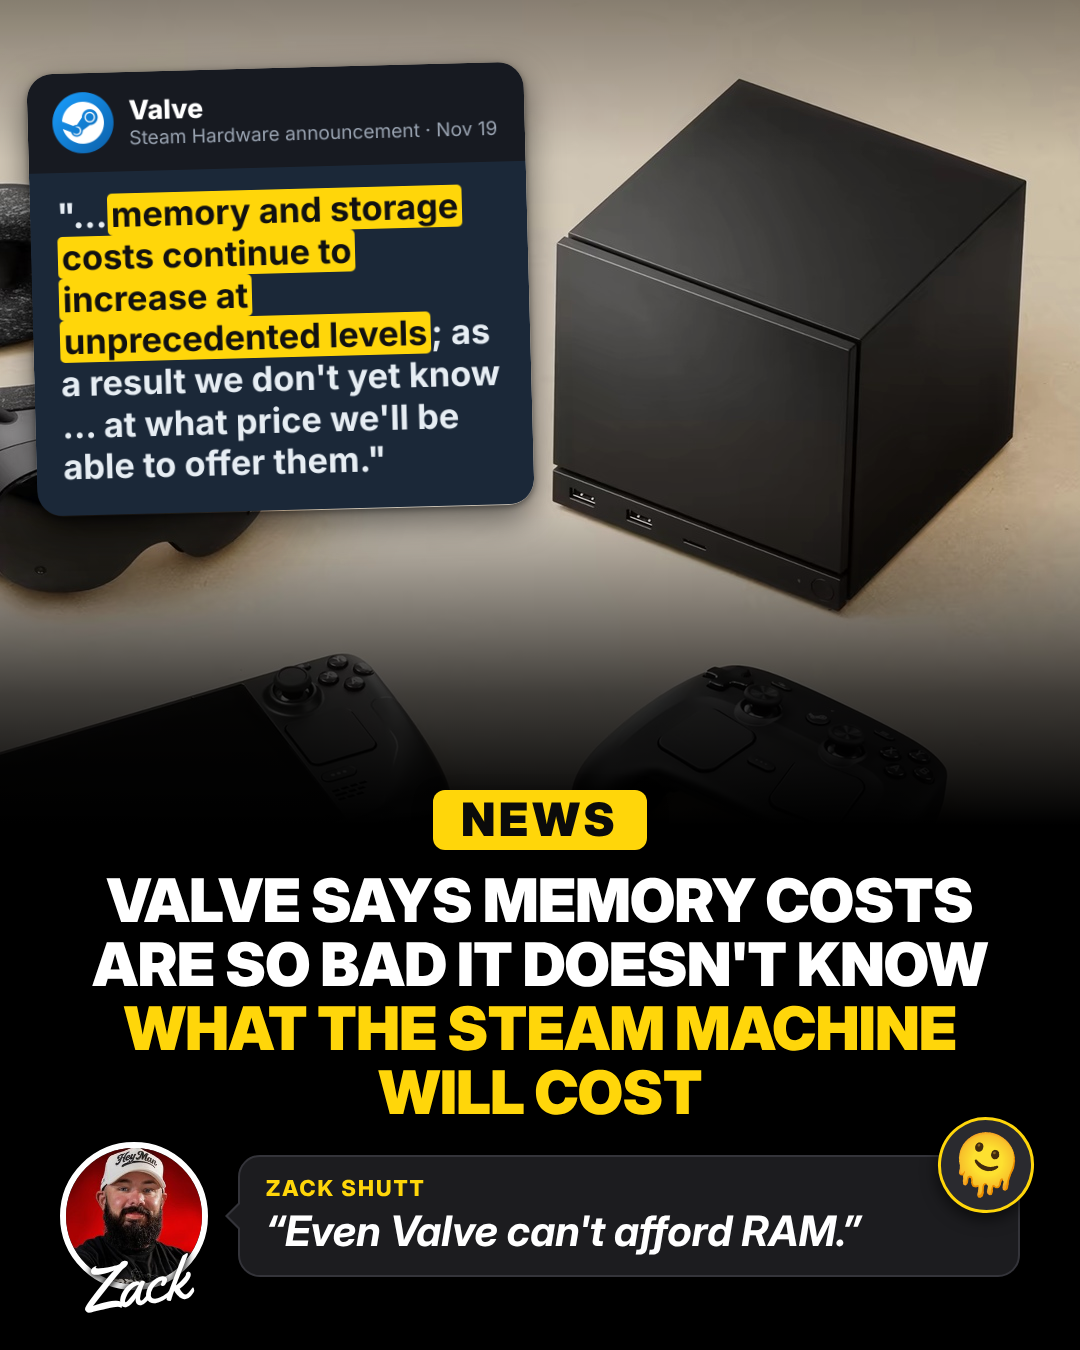 Valve
Steam Hardware announcement · Nov 19
"...memory and storage
costs continue to
increase at
unprecedented levels; as
a result we don't yet know
... at what price we'll be
able to offer them."
NEWS
VALVE SAYS MEMORY COSTS
ARE SO BAD IT DOESN'T KNOW
WHAT THE STEAM MACHINE
WILL COST
Hey Man
ZACK SHUTT
“Even Valve can't afford RAM.”
Zack